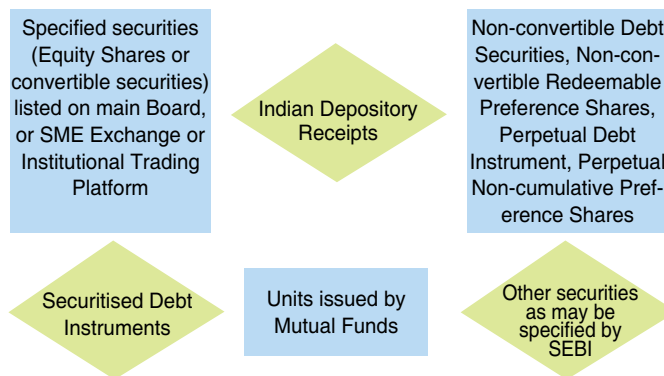 Specified securities
(Equity Shares or
convertible securities)
listed on main Board,
or SME Exchange or
Institutional Trading
Platform
Indian Depository
Receipts
Non-convertible Debt
Securities, Non-con-
vertible Redeemable
Preference Shares,
Perpetual Debt
Instrument, Perpetual
Non-cumulative Pref-
erence Shares
Securitised Debt
Instruments
Units issued by
Mutual Funds
Other securities
as may be
specified by
SEBI